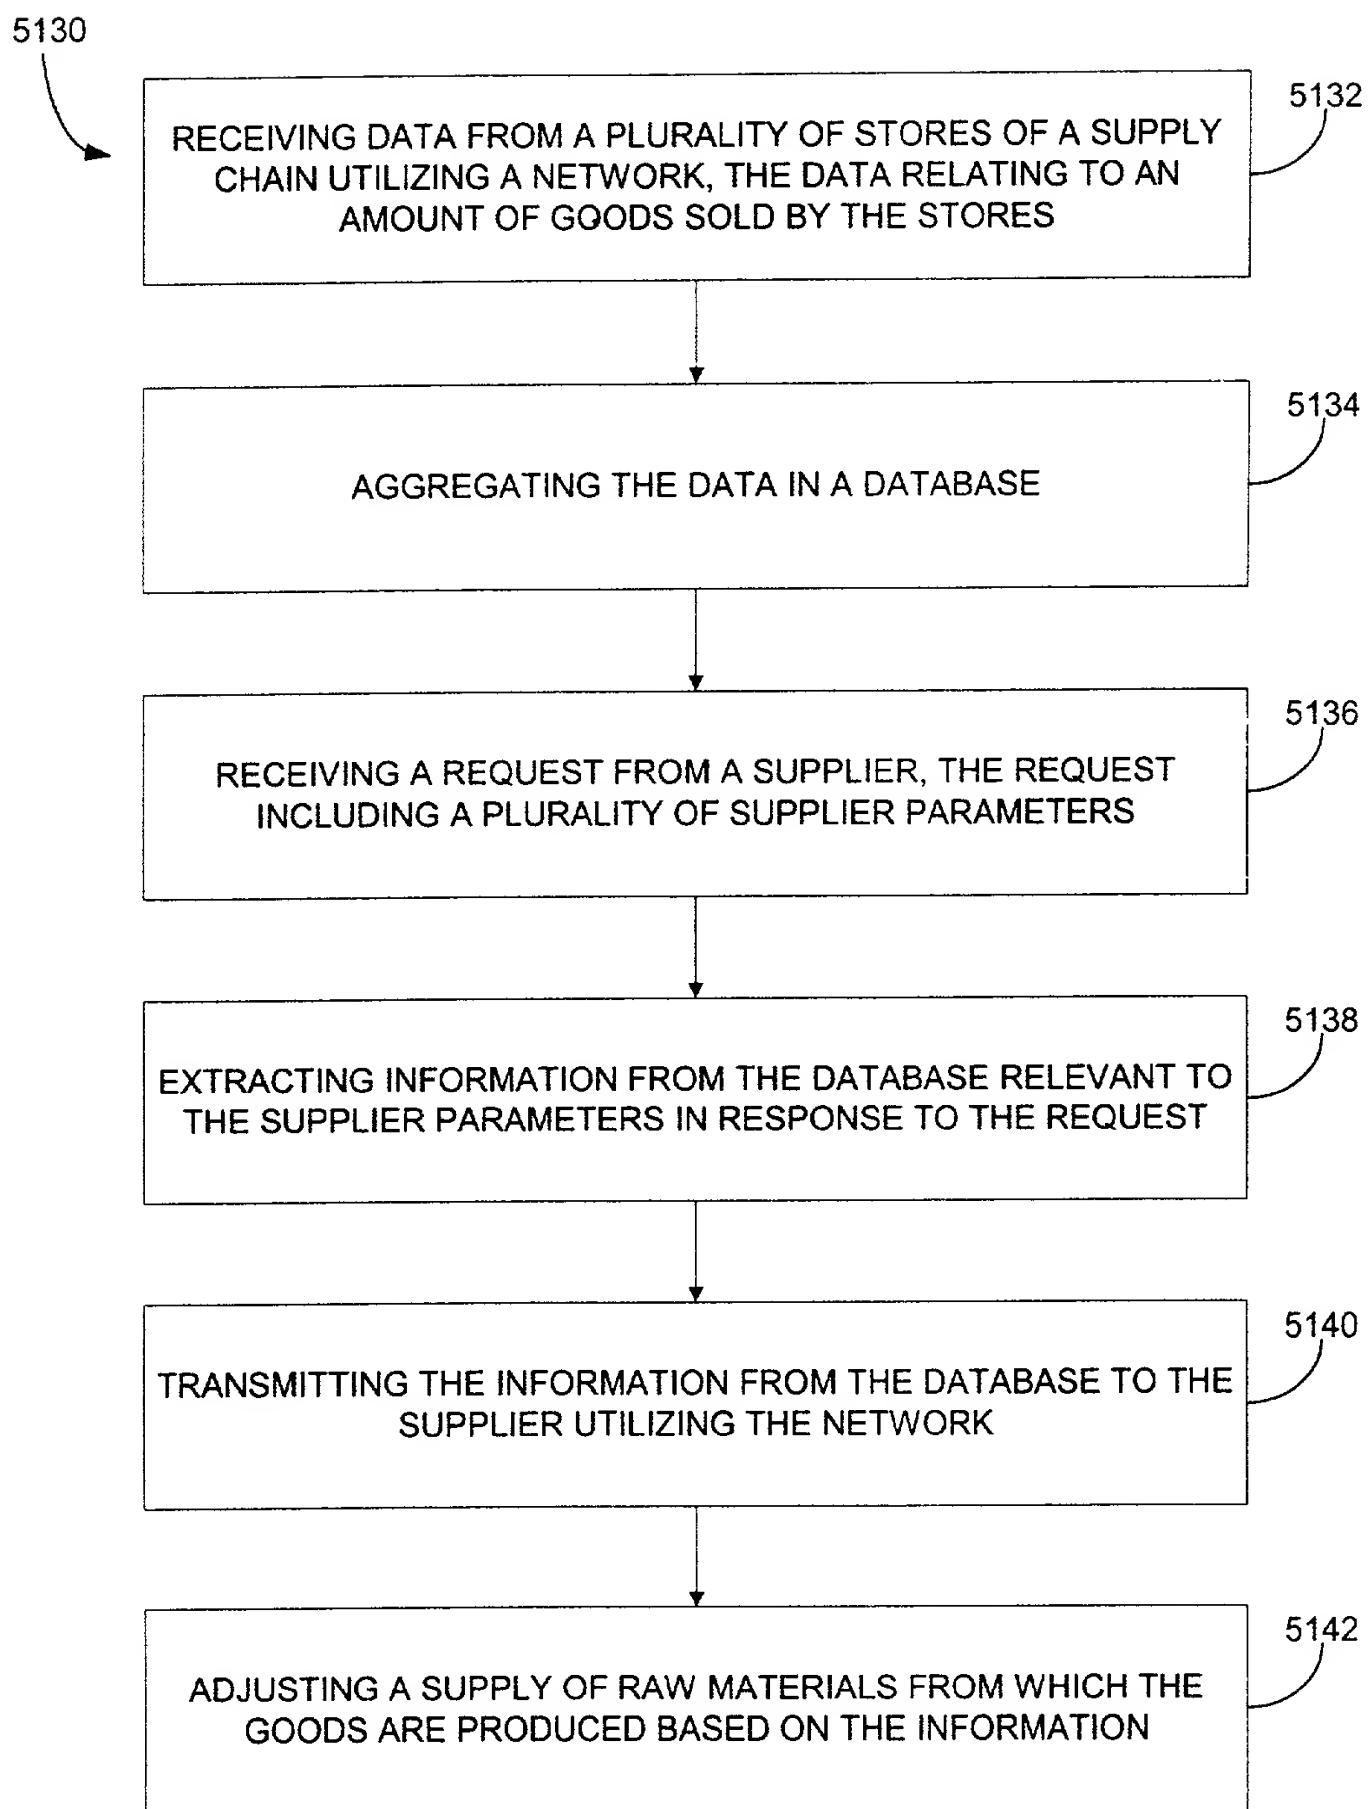 5130
5132
RECEIVING DATA FROM A PLURALITY OF STORES OF A SUPPLY
CHAIN UTILIZING A NETWORK, THE DATA RELATING TO AN
AMOUNT OF GOODS SOLD BY THE STORES
5134
AGGREGATING THE DATA IN A DATABASE
5136
RECEIVING A REQUEST FROM A SUPPLIER, THE REQUEST
INCLUDING A PLURALITY OF SUPPLIER PARAMETERS
5138
EXTRACTING INFORMATION FROM THE DATABASE RELEVANT TO
THE SUPPLIER PARAMETERS IN RESPONSE TO THE REQUEST
5140
TRANSMITTING THE INFORMATION FROM THE DATABASE TO THE
SUPPLIER UTILIZING THE NETWORK
5142
ADJUSTING A SUPPLY OF RAW MATERIALS FROM WHICH THE
GOODS ARE PRODUCED BASED ON THE INFORMATION